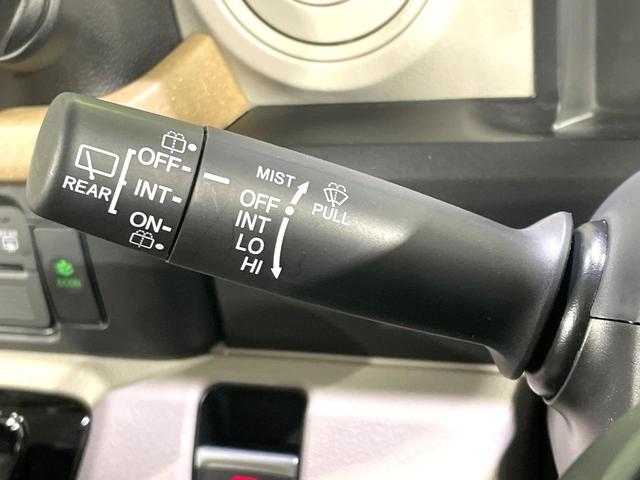 REAR
OFF
INT
ON
MIST
OFF
INT
LO
HI
PULL
ECON